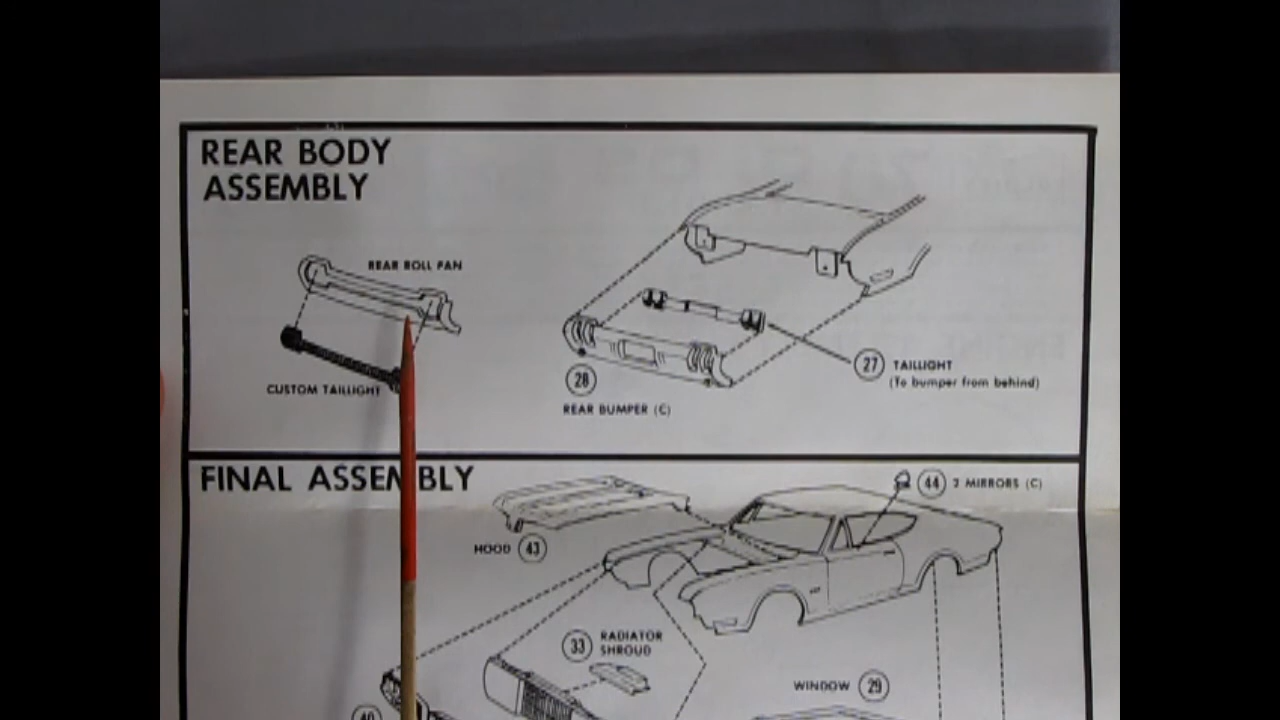 REAR BODY
ASSEMBLY
REAR ROLL PAN
CUSTOM TAILLIGHT
28
REAR BUMPER (C)
27 TAILLIGHT
(To bumper from behind)
FINAL ASSEMBLY
44 2 MIRRORS (C)
HOOD 43
33 RADIATOR
SHROUD
WINDOW 29